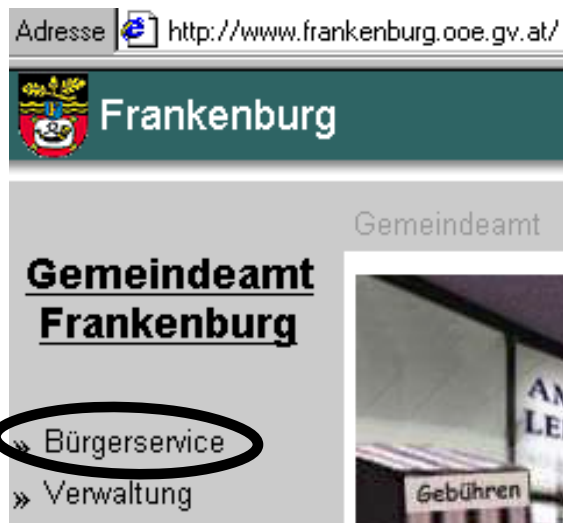 Adresse http://www.frankenburg.ooe.gv.at/
Frankenburg
Gemeindeamt
Gemeindeamt
Frankenburg
» Bürgerservice
» Verwaltung
Gebühren